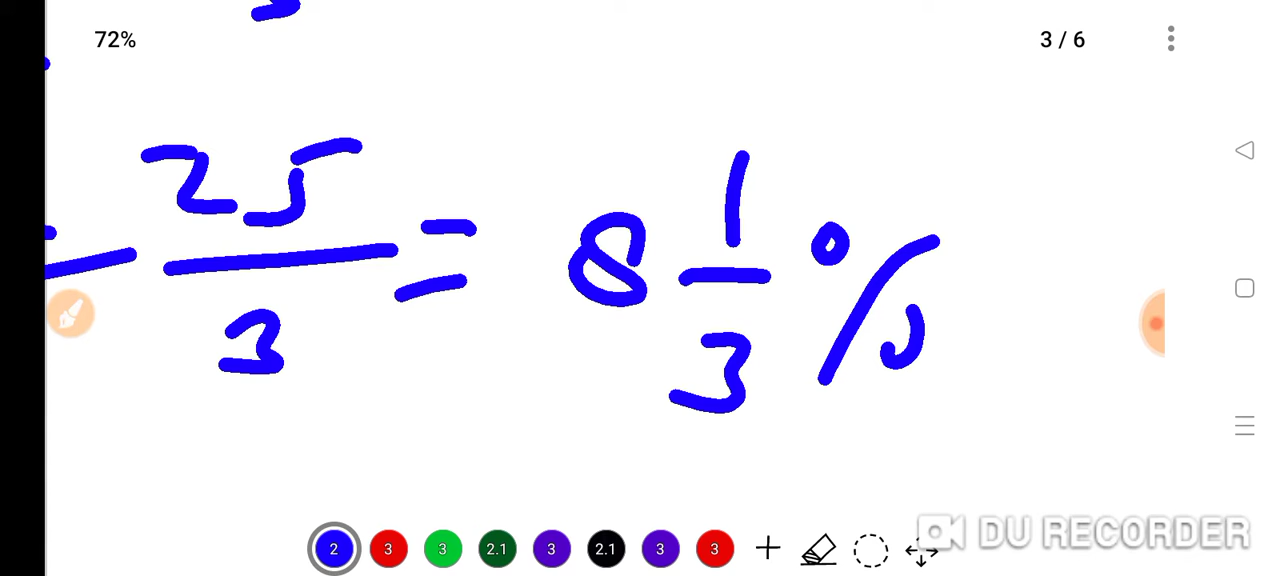 72%
3 / 6
25/3 = 8 1/3 %
2 3 3 2.1 3 2.1 3 3
DU RECORDER